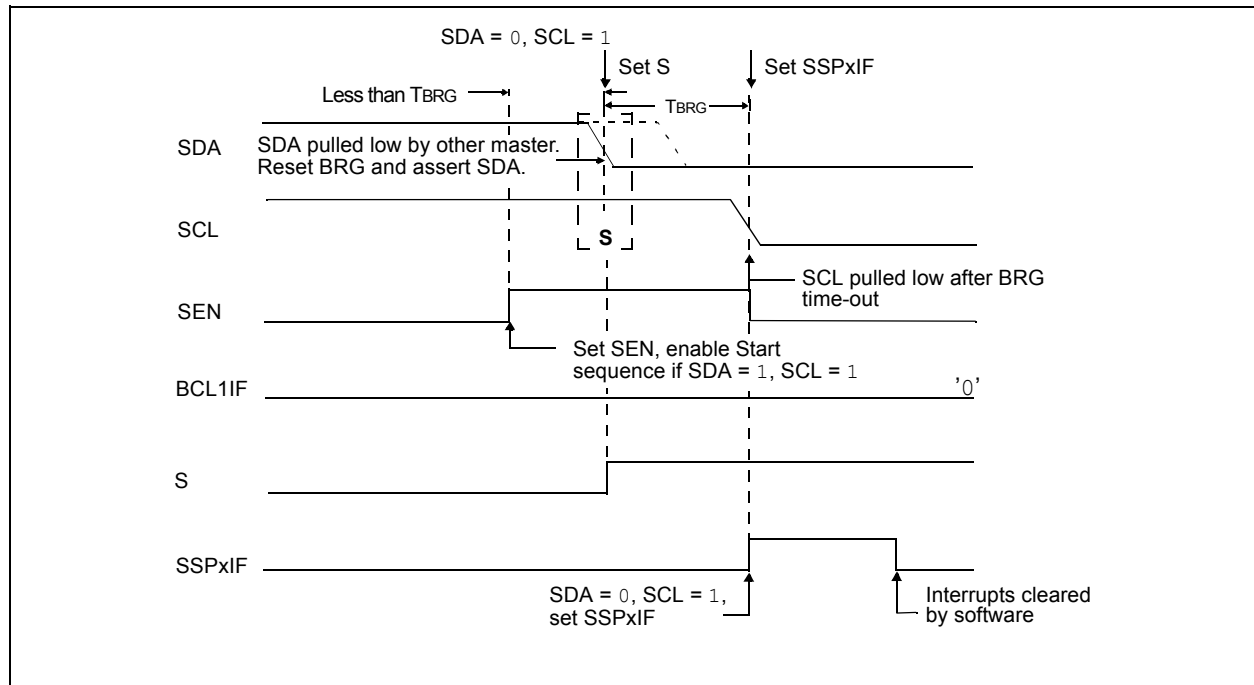 SDA = 0, SCL = 1
Set S
Set SSPxIF
Less than TBRG
TBRG
SDA
SDA pulled low by other master.
Reset BRG and assert SDA.
SCL
S
SCL pulled low after BRG
time-out
SEN
Set SEN, enable Start
sequence if SDA = 1, SCL = 1
BCL1IF
'0'
S
SSPxIF
SDA = 0, SCL = 1,
set SSPxIF
Interrupts cleared
by software